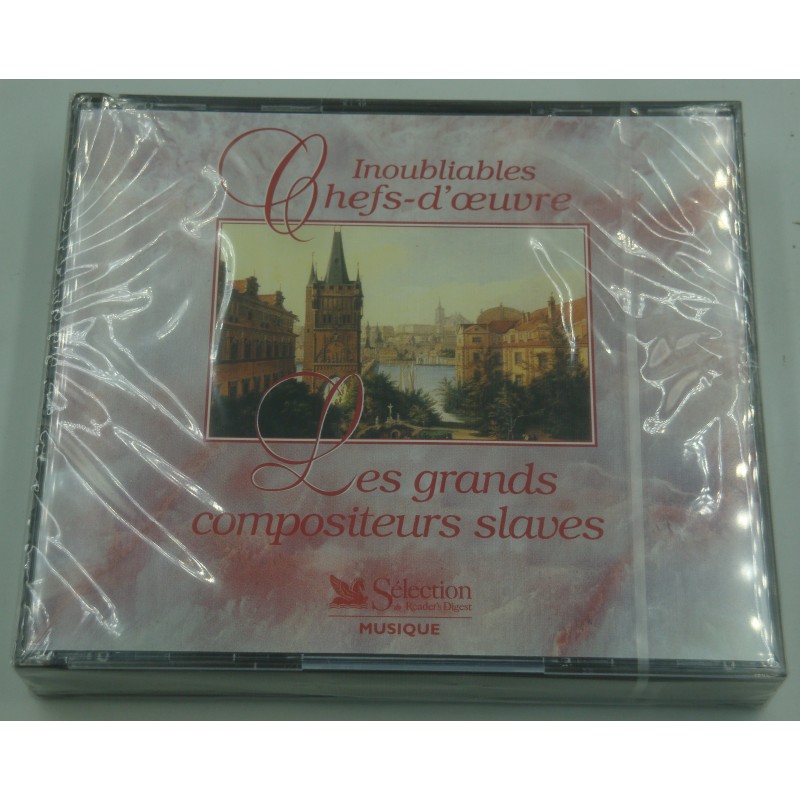 Inoubliables
Chefs-d'œuvre
Les grands
compositeurs slaves
Sélection
du Reader's Digest
MUSIQUE